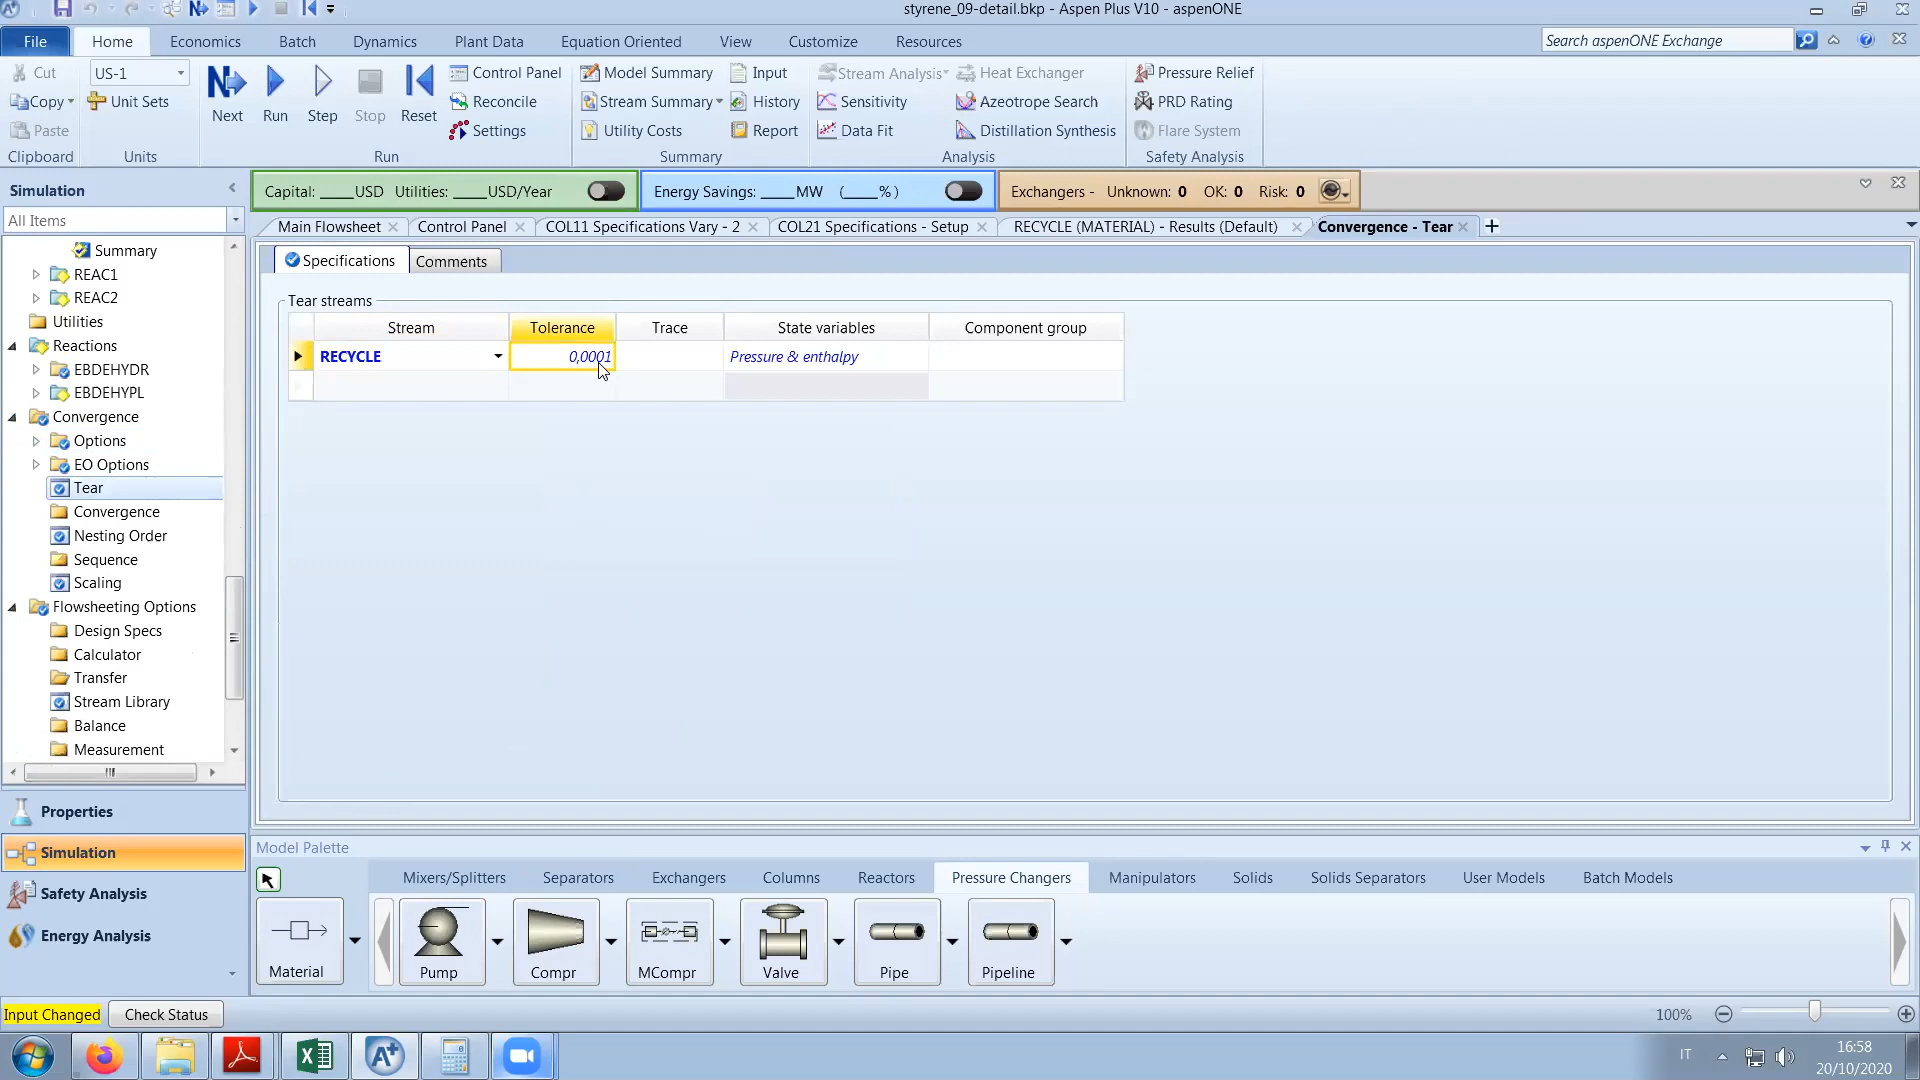 styrene_09-detail.bkp - Aspen Plus V10 - aspenONE
File
Home
Economics
Batch
Dynamics
Plant Data
Equation Oriented
View
Customize
Resources
Search aspenONE Exchange
Cut
Copy
Paste
Clipboard
US-1
Unit Sets
Units
Next
Run
Step
Stop
Reset
Control Panel
Reconcile
Settings
Run
Model Summary
Stream Summary
Utility Costs
Input
History
Report
Summary
Stream Analysis
Sensitivity
Data Fit
Heat Exchanger
Azeotrope Search
Distillation Synthesis
Analysis
Pressure Relief
PRD Rating
Flare System
Safety Analysis
Capital: ____USD Utilities: ____USD/Year
Energy Savings: ____MW (____%)
Exchangers - Unknown: 0 OK: 0 Risk: 0
Main Flowsheet
Control Panel
COL11 Specifications Vary - 2
COL21 Specifications - Setup
RECYCLE (MATERIAL) - Results (Default)
Convergence - Tear
Simulation
All Items
Summary
REAC1
REAC2
Utilities
Reactions
EBDEHYDR
EBDEHYPL
Convergence
Options
EO Options
Tear
Convergence
Nesting Order
Sequence
Scaling
Flowsheeting Options
Design Specs
Calculator
Transfer
Stream Library
Balance
Measurement
Properties
Simulation
Safety Analysis
Energy Analysis
Specifications
Comments
Tear streams
Stream Tolerance Trace State variables Component group
RECYCLE 0,0001 Pressure & enthalpy
Model Palette
Mixers/Splitters
Separators
Exchangers
Columns
Reactors
Pressure Changers
Manipulators
Solids
Solids Separators
User Models
Batch Models
Material
Pump
Compr
MCompr
Valve
Pipe
Pipeline
Input Changed
Check Status
100%
IT
16:58
20/10/2020